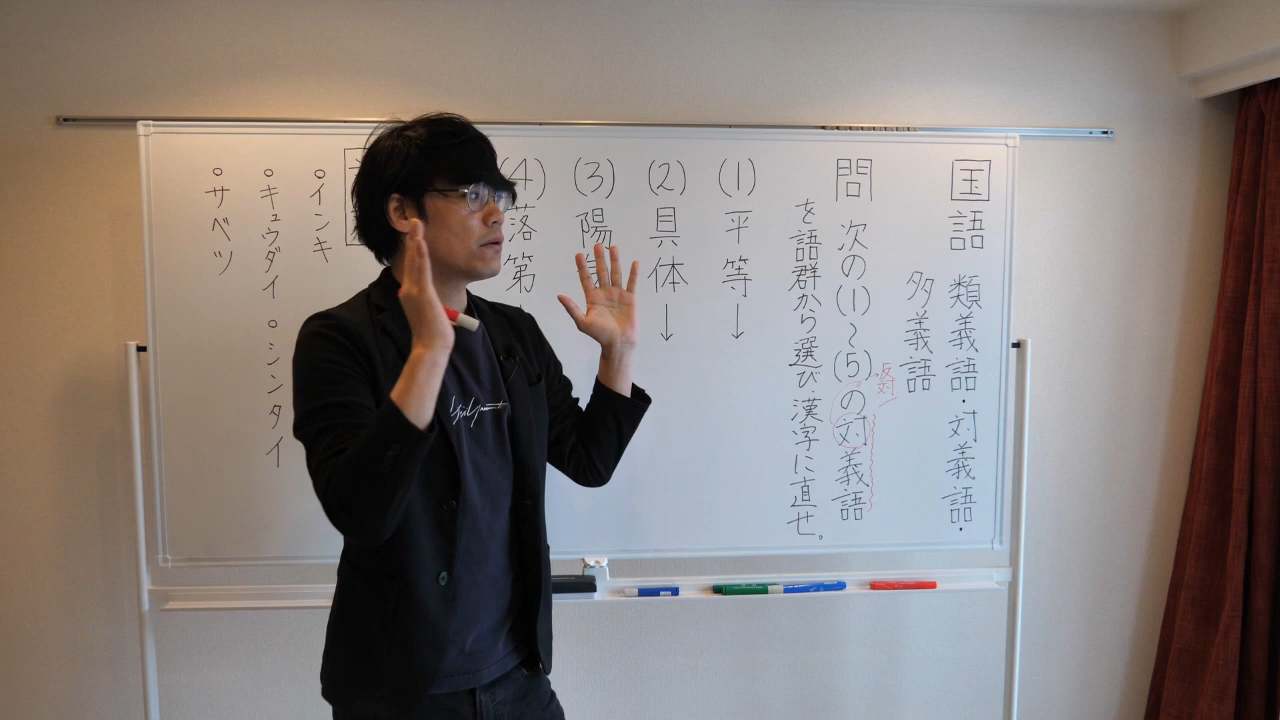 国語 類義語・対義語・
多義語
問 次の(1)～(5)の対義語
反対
を語群から選び漢字に直せ。
(1)平等↓
(2)具体↓
(3)陽
(4)落第
。インキ
。キュウダイ 。シンタイ
。サベツ